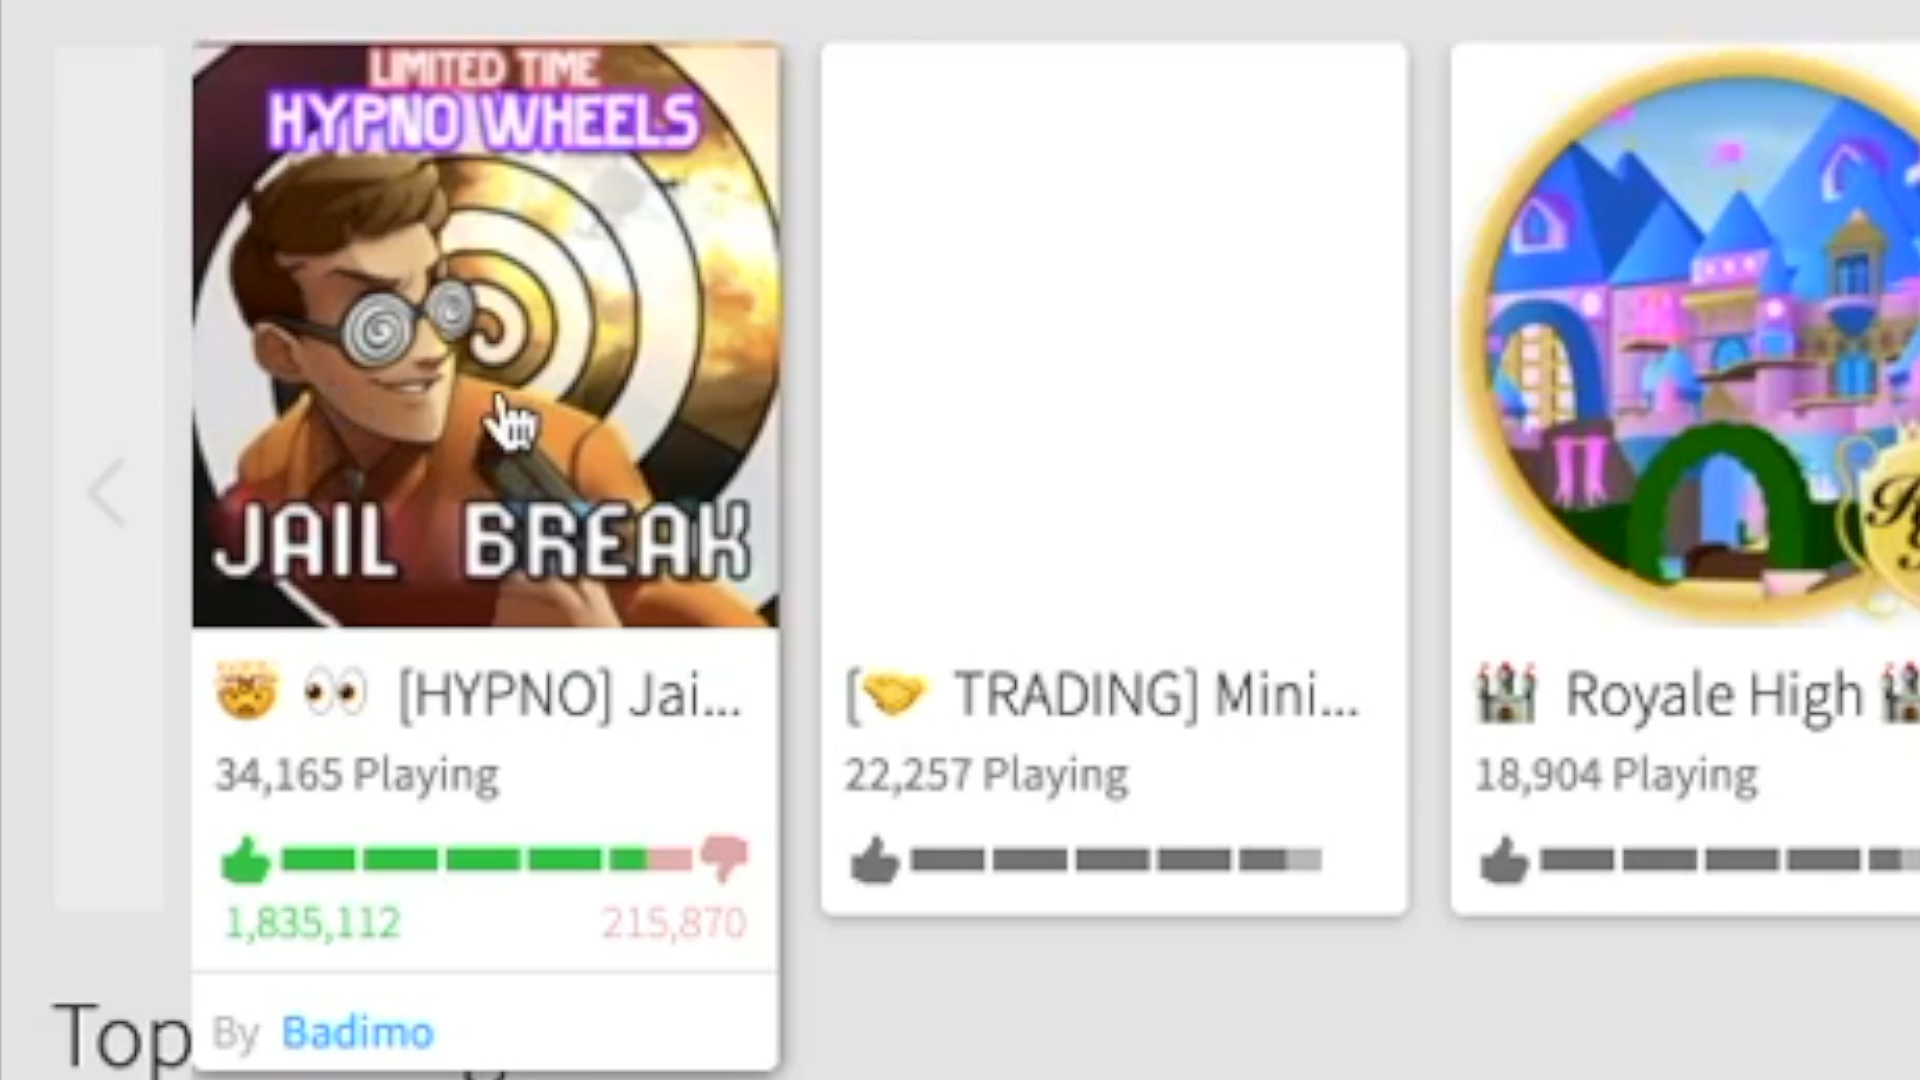 LIMITED TIME
HYPNO WHEELS
JAIL BREAK
🤯 👀 [HYPNO] Jai...
34,165 Playing
1,835,112
215,870
By Badimo
[🤝 TRADING] Mini...
22,257 Playing
🏰 Royale High 🏰
18,904 Playing
Top